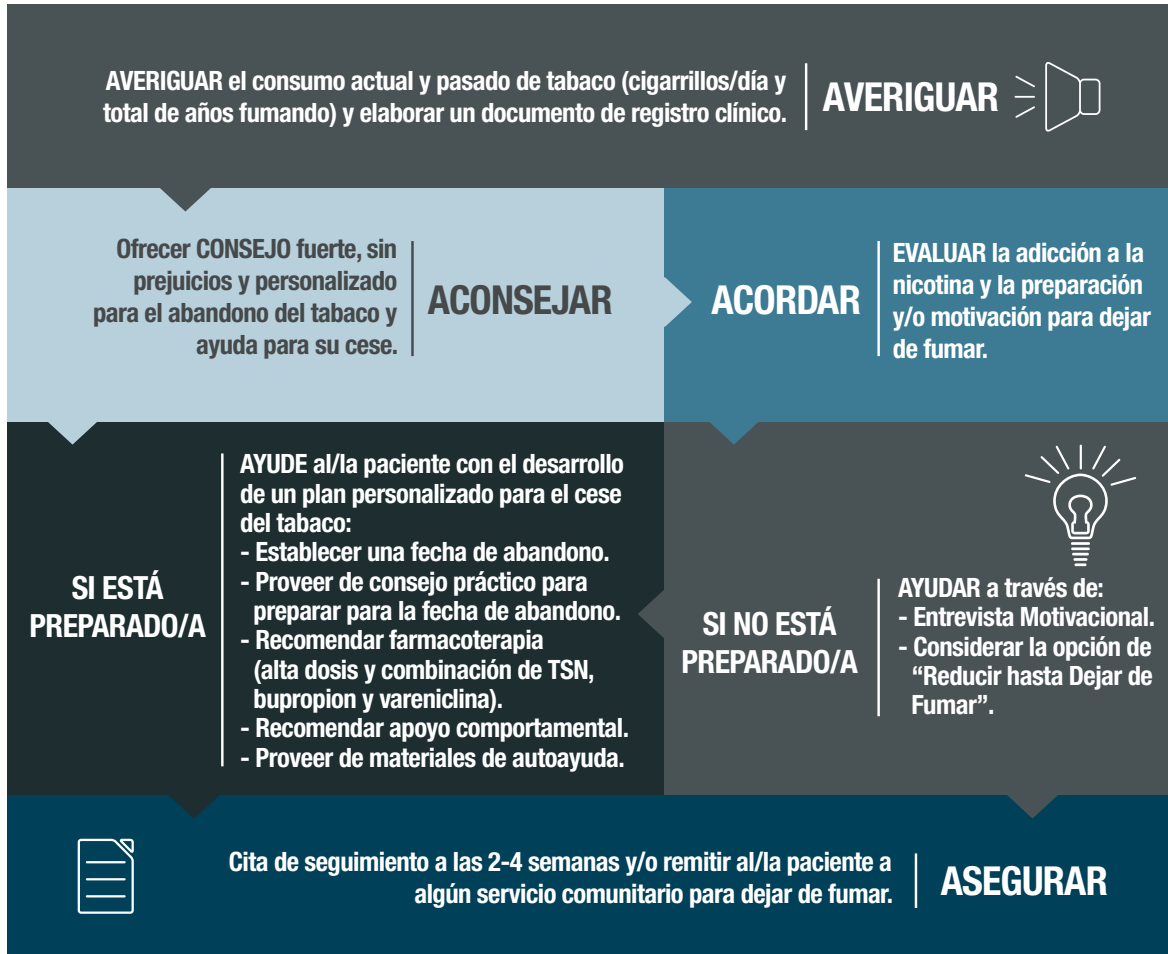 AVERIGUAR el consumo actual y pasado de tabaco (cigarrillos/día y
total de años fumando) y elaborar un documento de registro clínico.
AVERIGUAR
Ofrecer CONSEJO fuerte, sin
prejuicios y personalizado
para el abandono del tabaco y
ayuda para su cese.
ACONSEJAR
ACORDAR
EVALUAR la adicción a la
nicotina y la preparación
y/o motivación para dejar
de fumar.
SI ESTÁ
PREPARADO/A
AYUDE al/la paciente con el desarrollo
de un plan personalizado para el cese
del tabaco:
- Establecer una fecha de abandono.
- Proveer de consejo práctico para
preparar para la fecha de abandono.
- Recomendar farmacoterapia
(alta dosis y combinación de TSN,
bupropion y vareniclina).
- Recomendar apoyo comportamental.
- Proveer de materiales de autoayuda.
SI NO ESTÁ
PREPARADO/A
AYUDAR a través de:
- Entrevista Motivacional.
- Considerar la opción de
“Reducir hasta Dejar de
Fumar”.
Cita de seguimiento a las 2-4 semanas y/o remitir al/la paciente a
algún servicio comunitario para dejar de fumar.
ASEGURAR